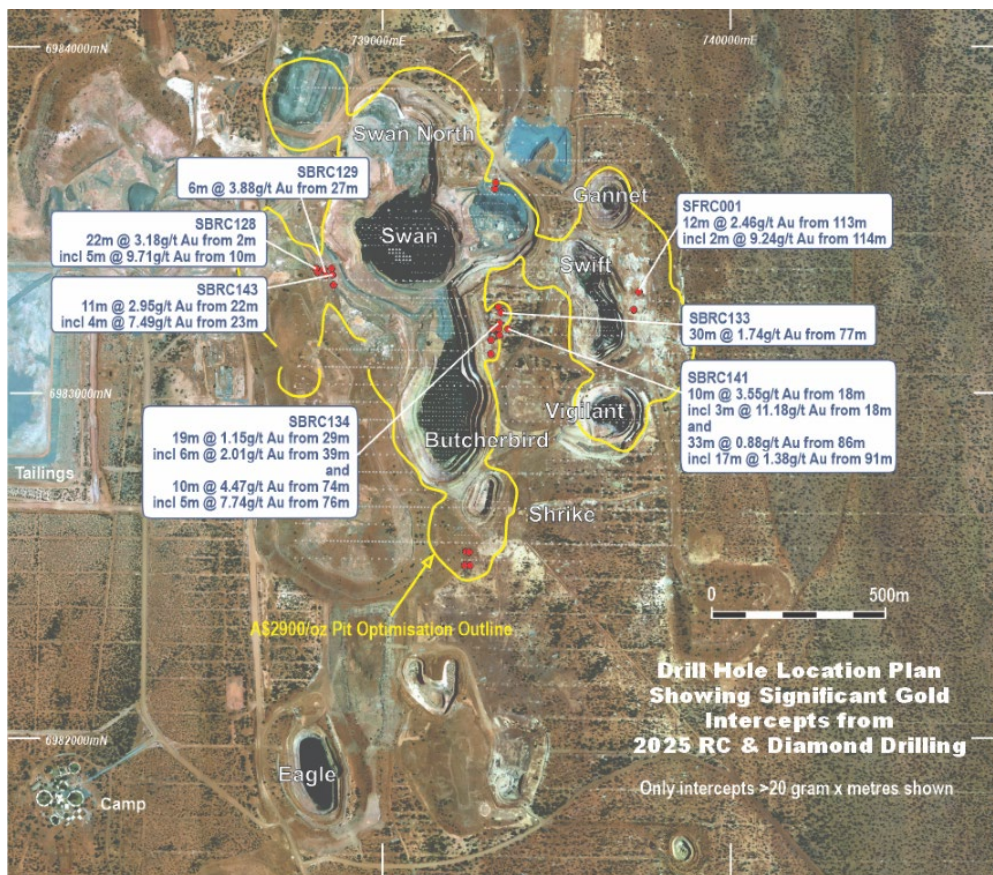 6984000mN
739000mE
740000mE
Swan North
SBRC129
6m @ 3.88g/t Au from 27m
Gannet
SBRC128
22m @ 3.18g/t Au from 2m
incl 5m @ 9.71g/t Au from 10m
SFRC001
12m @ 2.46g/t Au from 113m
incl 2m @ 9.24g/t Au from 114m
Swan
Swift
SBRC143
11m @ 2.95g/t Au from 22m
incl 4m @ 7.49g/t Au from 23m
SBRC133
30m @ 1.74g/t Au from 77m
6983000mN
SBRC141
10m @ 3.55g/t Au from 18m
incl 3m @ 11.18g/t Au from 18m
and
33m @ 0.88g/t Au from 86m
incl 17m @ 1.38g/t Au from 91m
Vigilant
SBRC134
19m @ 1.15g/t Au from 29m
incl 6m @ 2.01g/t Au from 39m
and
10m @ 4.47g/t Au from 74m
incl 5m @ 7.74g/t Au from 76m
Butcherbird
Tailings
Shrike
0 500m
A$2900/oz Pit Optimisation Outline
Drill Hole Location Plan
Showing Significant Gold
Intercepts from
2025 RC & Diamond Drilling
6982000mN
Eagle
Only intercepts >20 gram x metres shown
Camp